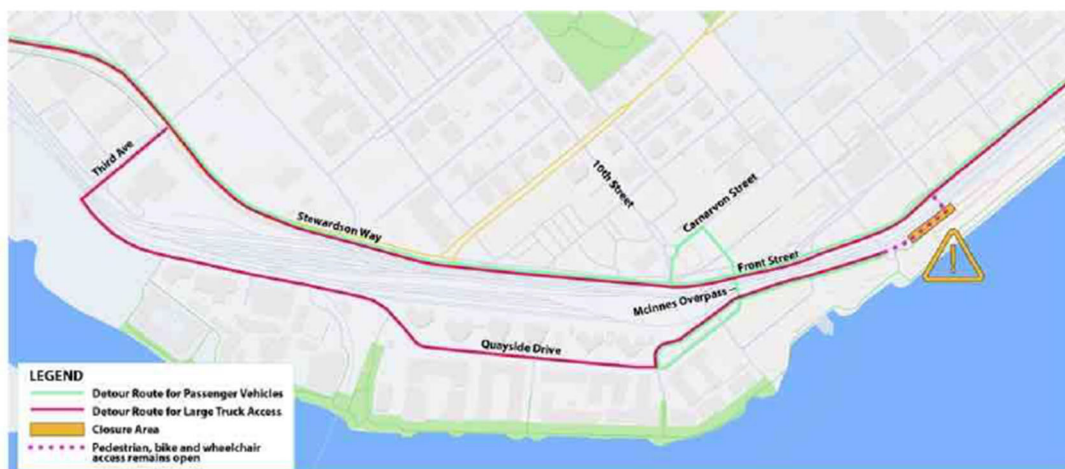 Third Ave
Stewardson Way
10th Street
Carnarvon Street
Front Street
McInnes Overpass
Quayside Drive
LEGEND
Detour Route for Passenger Vehicles
Detour Route for Large Truck Access
Closure Area
Pedestrian, bike and wheelchair
access remains open